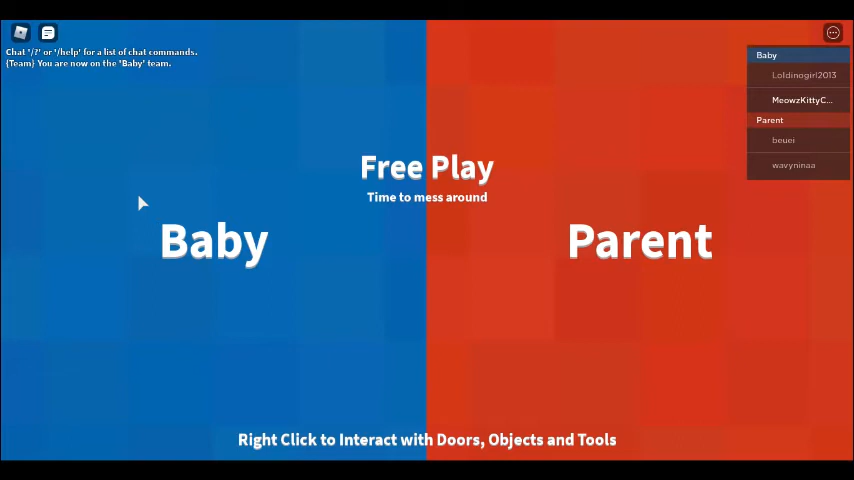 Chat '/?' or '/help' for a list of chat commands.
{Team} You are now on the 'Baby' team.
Baby
Loldinogirl2013
MeowzKittyC...
Parent
beuei
wavyninaa
Free Play
Time to mess around
Baby
Parent
Right Click to Interact with Doors, Objects and Tools